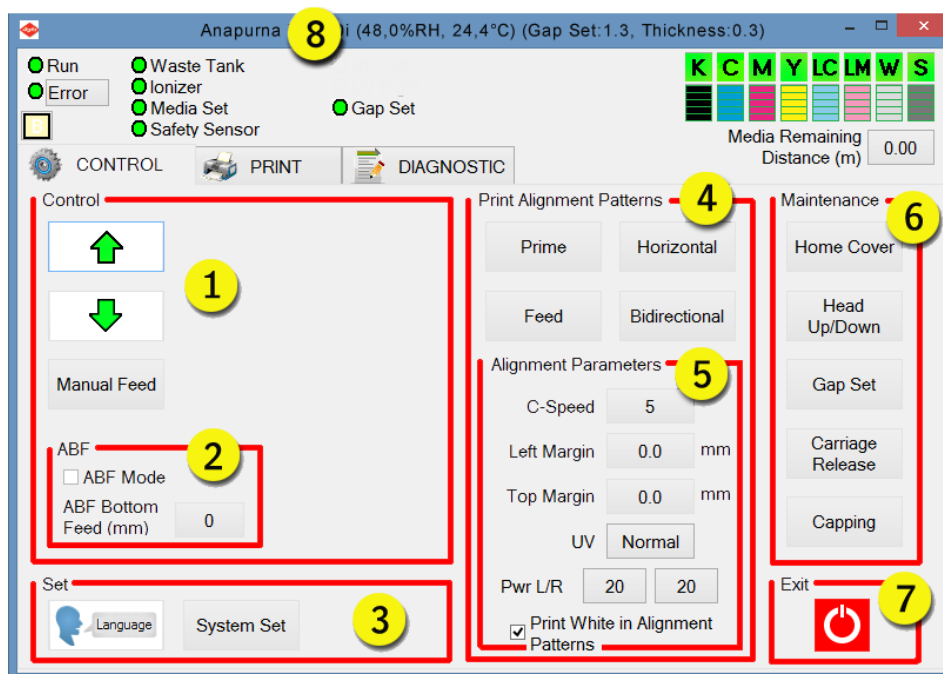 Anapurna 8 i (48,0%RH, 24,4°C) (Gap Set:1.3, Thickness:0.3)
Run
Error
Waste Tank
Ionizer
Media Set
Safety Sensor
Gap Set
K C M Y LC LM W S
Media Remaining
Distance (m)
0.00
CONTROL
PRINT
DIAGNOSTIC
Control
1
Manual Feed
ABF
2
ABF Mode
ABF Bottom
Feed (mm)
0
Set
Language
System Set
3
Print Alignment Patterns
4
Prime
Horizontal
Feed
Bidirectional
Alignment Parameters
5
C-Speed
5
Left Margin
0.0
mm
Top Margin
0.0
mm
UV
Normal
Pwr L/R
20
20
Print White in Alignment
Patterns
Maintenance
6
Home Cover
Head
Up/Down
Gap Set
Carriage
Release
Capping
Exit
7